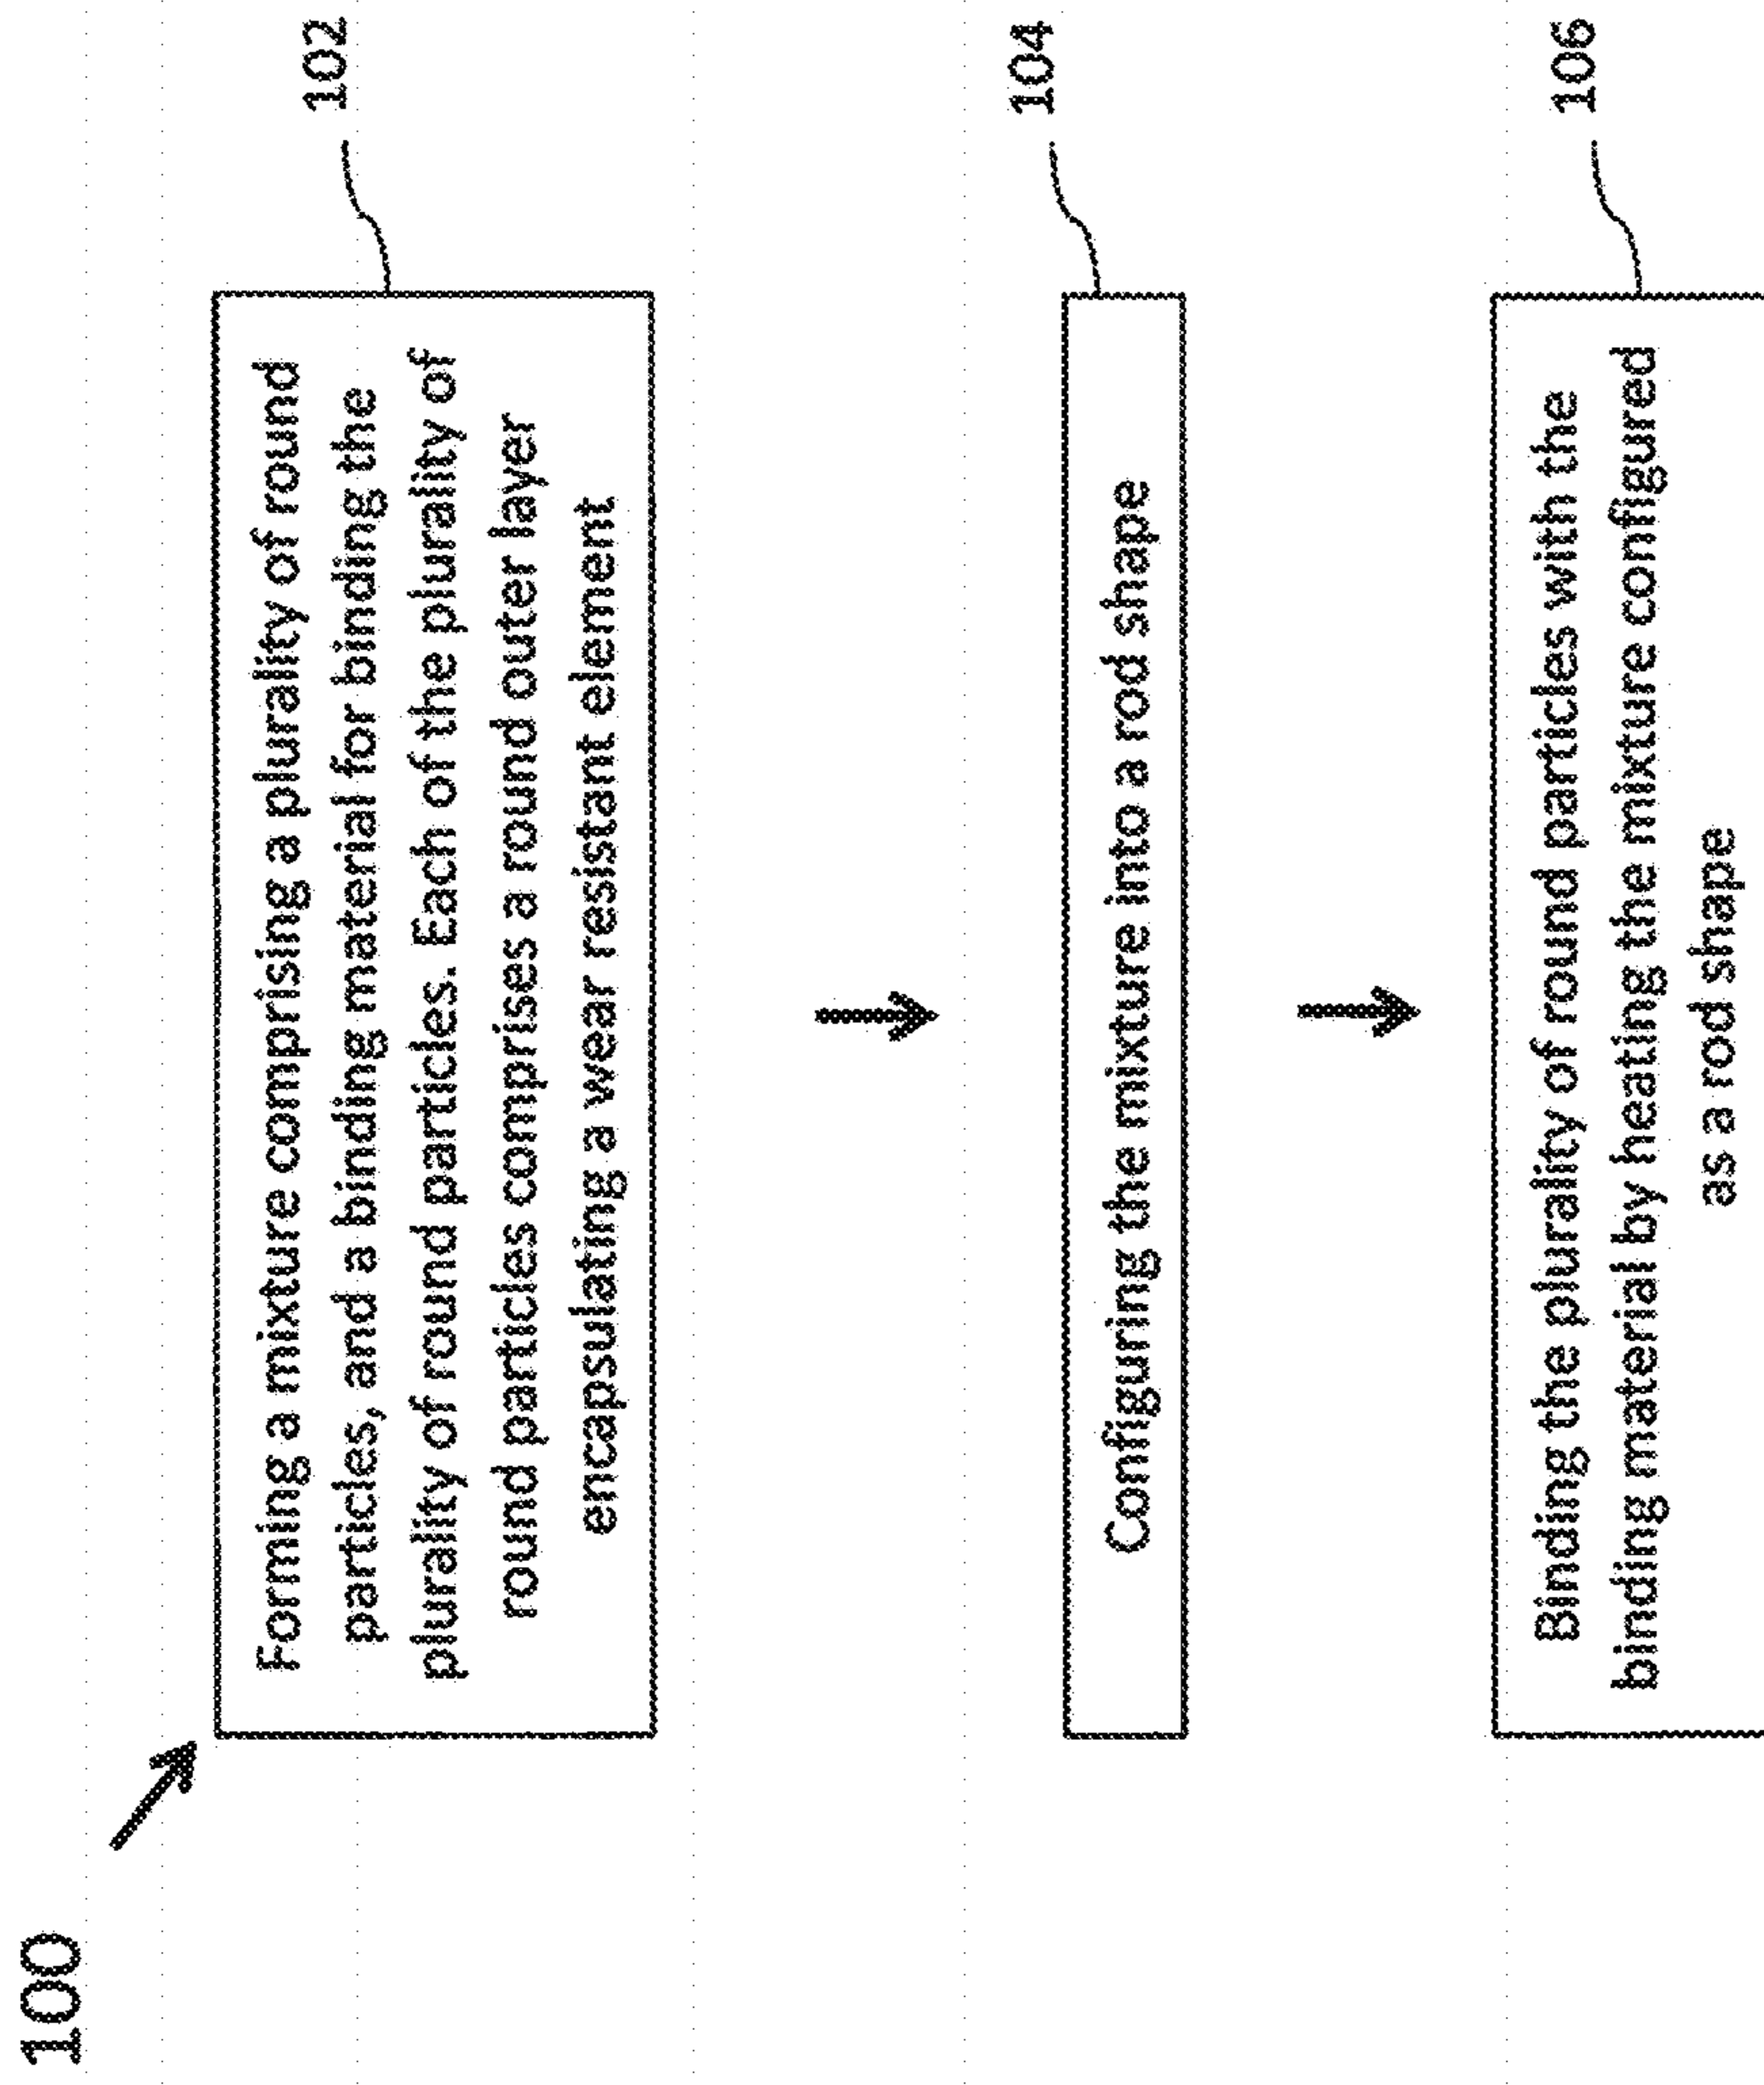 100
Forming a mixture comprising a plurality of round
particles, and a binding material for binding the
plurality of round particles. Each of the plurality of
round particles comprises a round outer layer
encapsulating a wear resistant element
102
Configuring the mixture into a rod shape
104
Binding the plurality of round particles with the
binding material by heating the mixture configured
as a rod shape
106